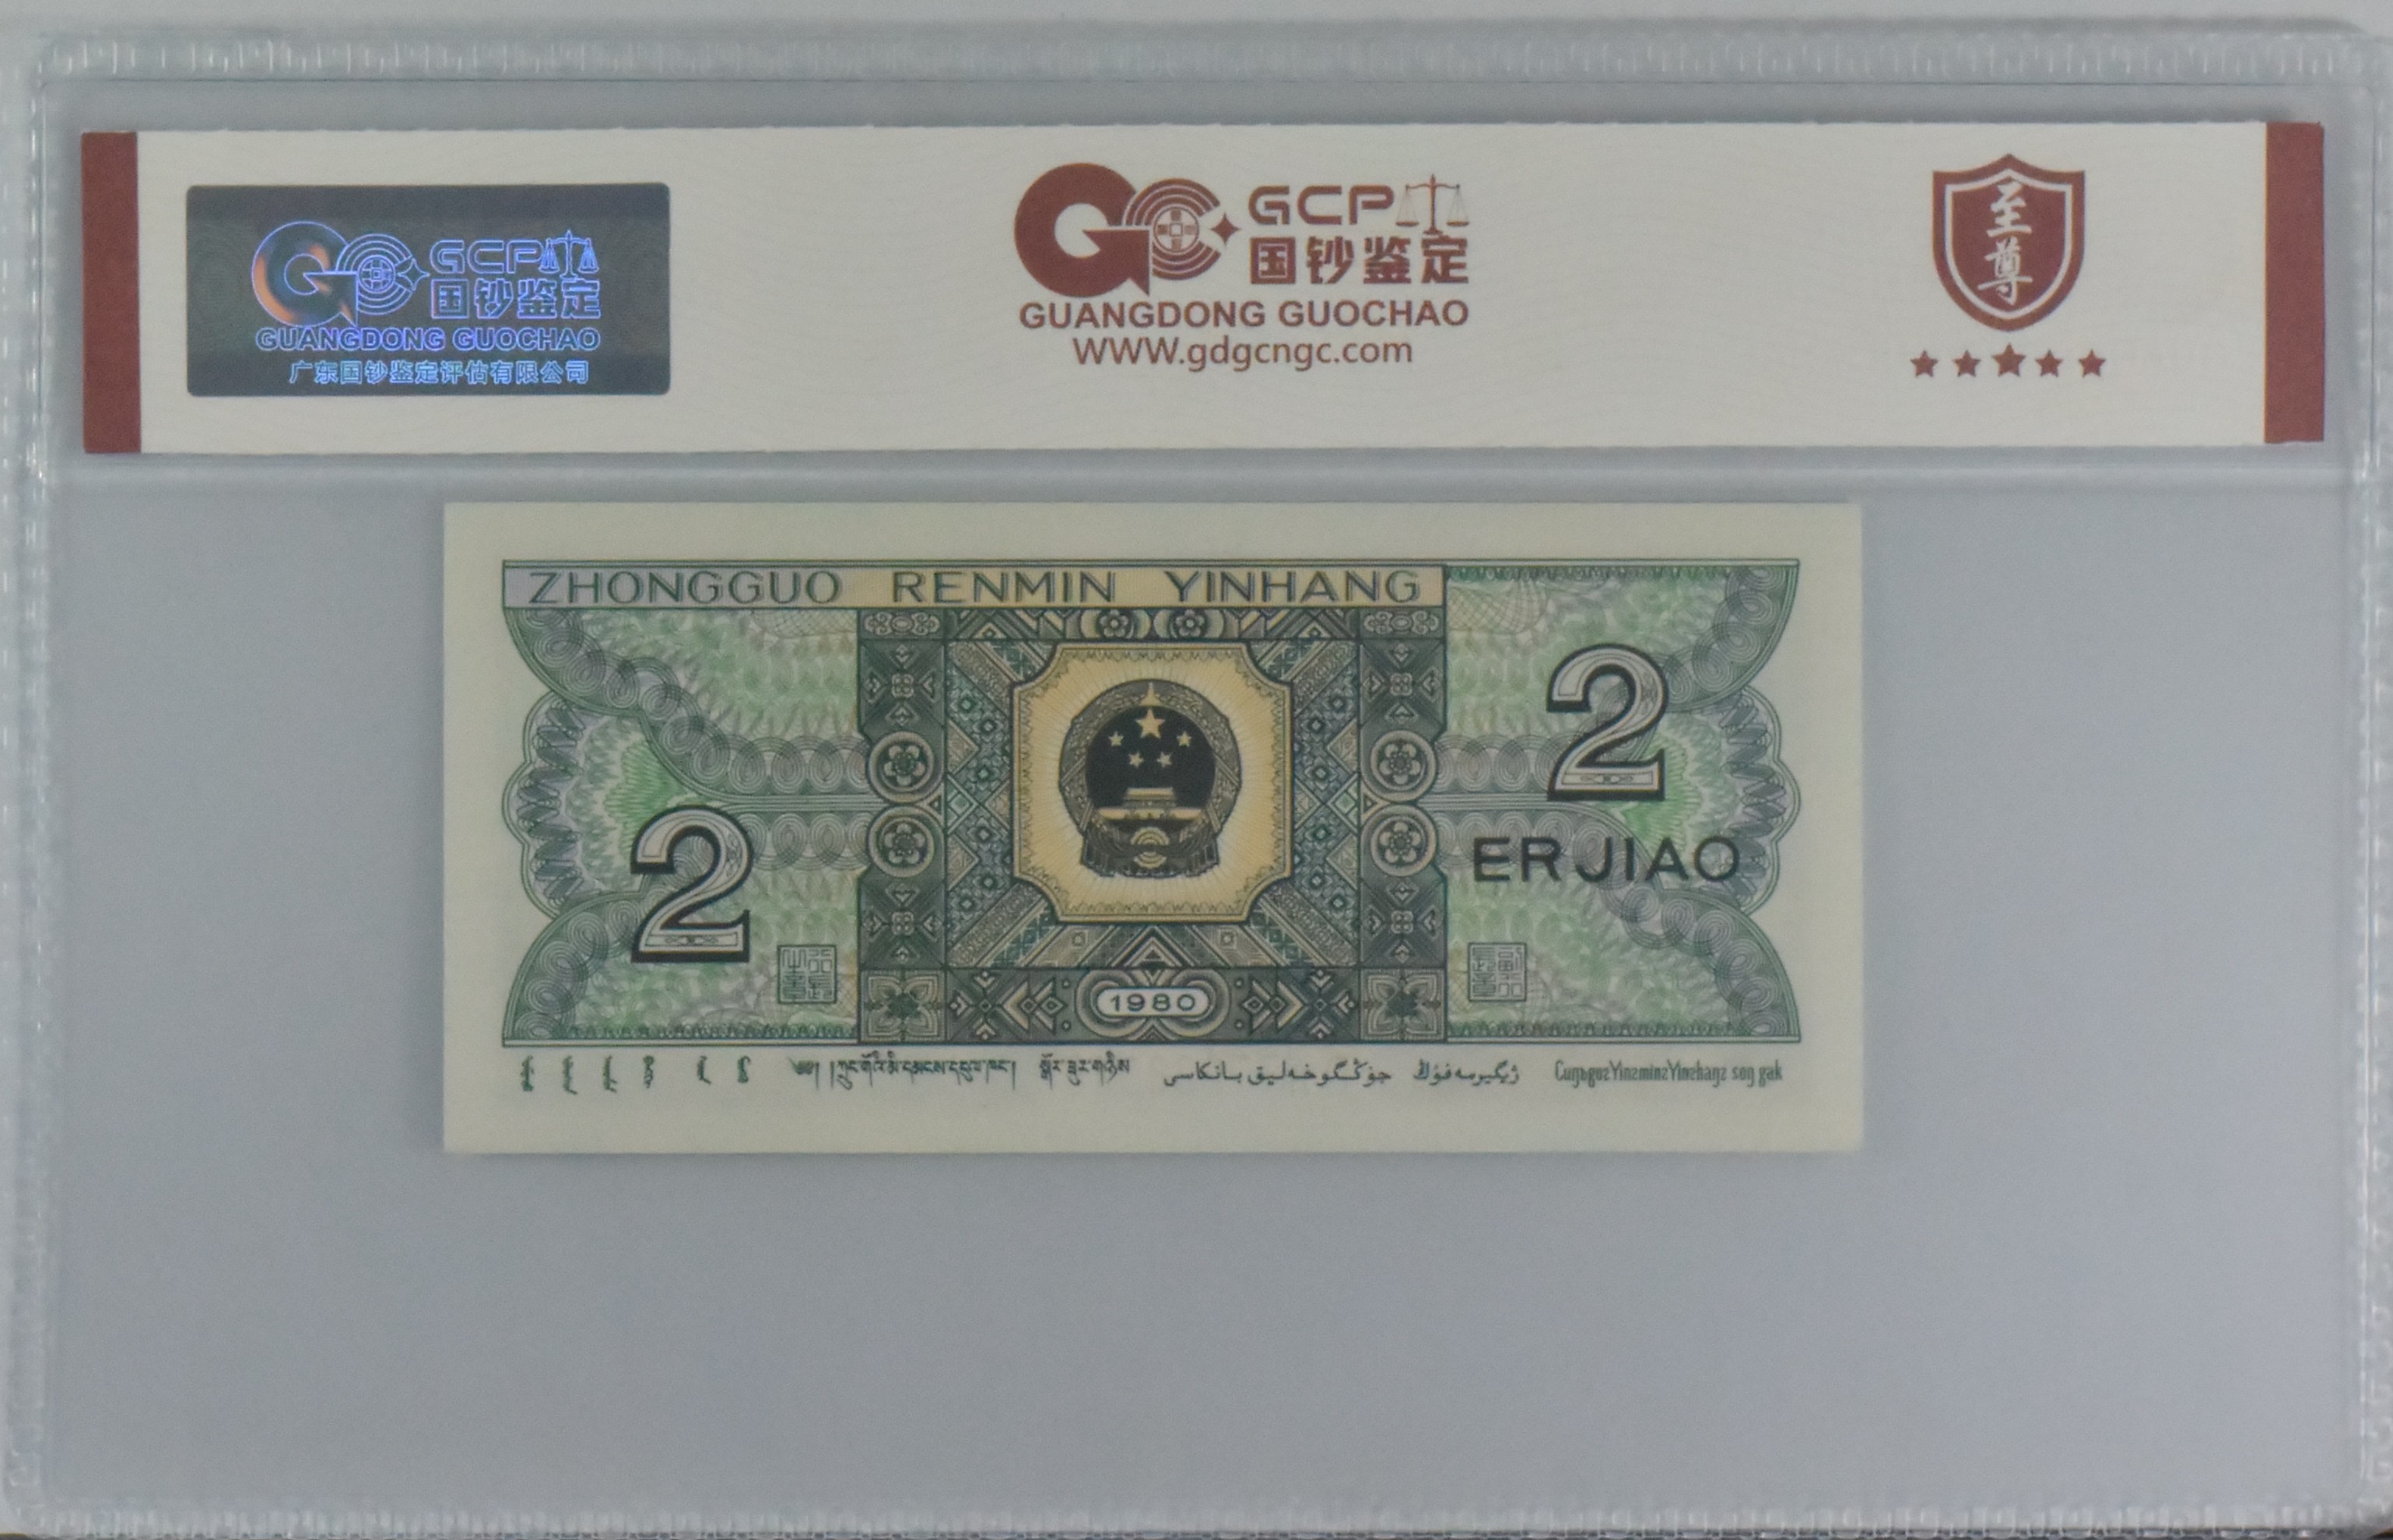 GCP
国钞鉴定
GUANGDONG GUOCHAO
广东国钞鉴定评估有限公司
GCP
国钞鉴定
GUANGDONG GUOCHAO
WWW.gdgcngc.com
至尊
ZHONGGUO RENMIN YINHANG
2
2
ERJIAO
1980
جۇڭگوخەلىق بانكاسى